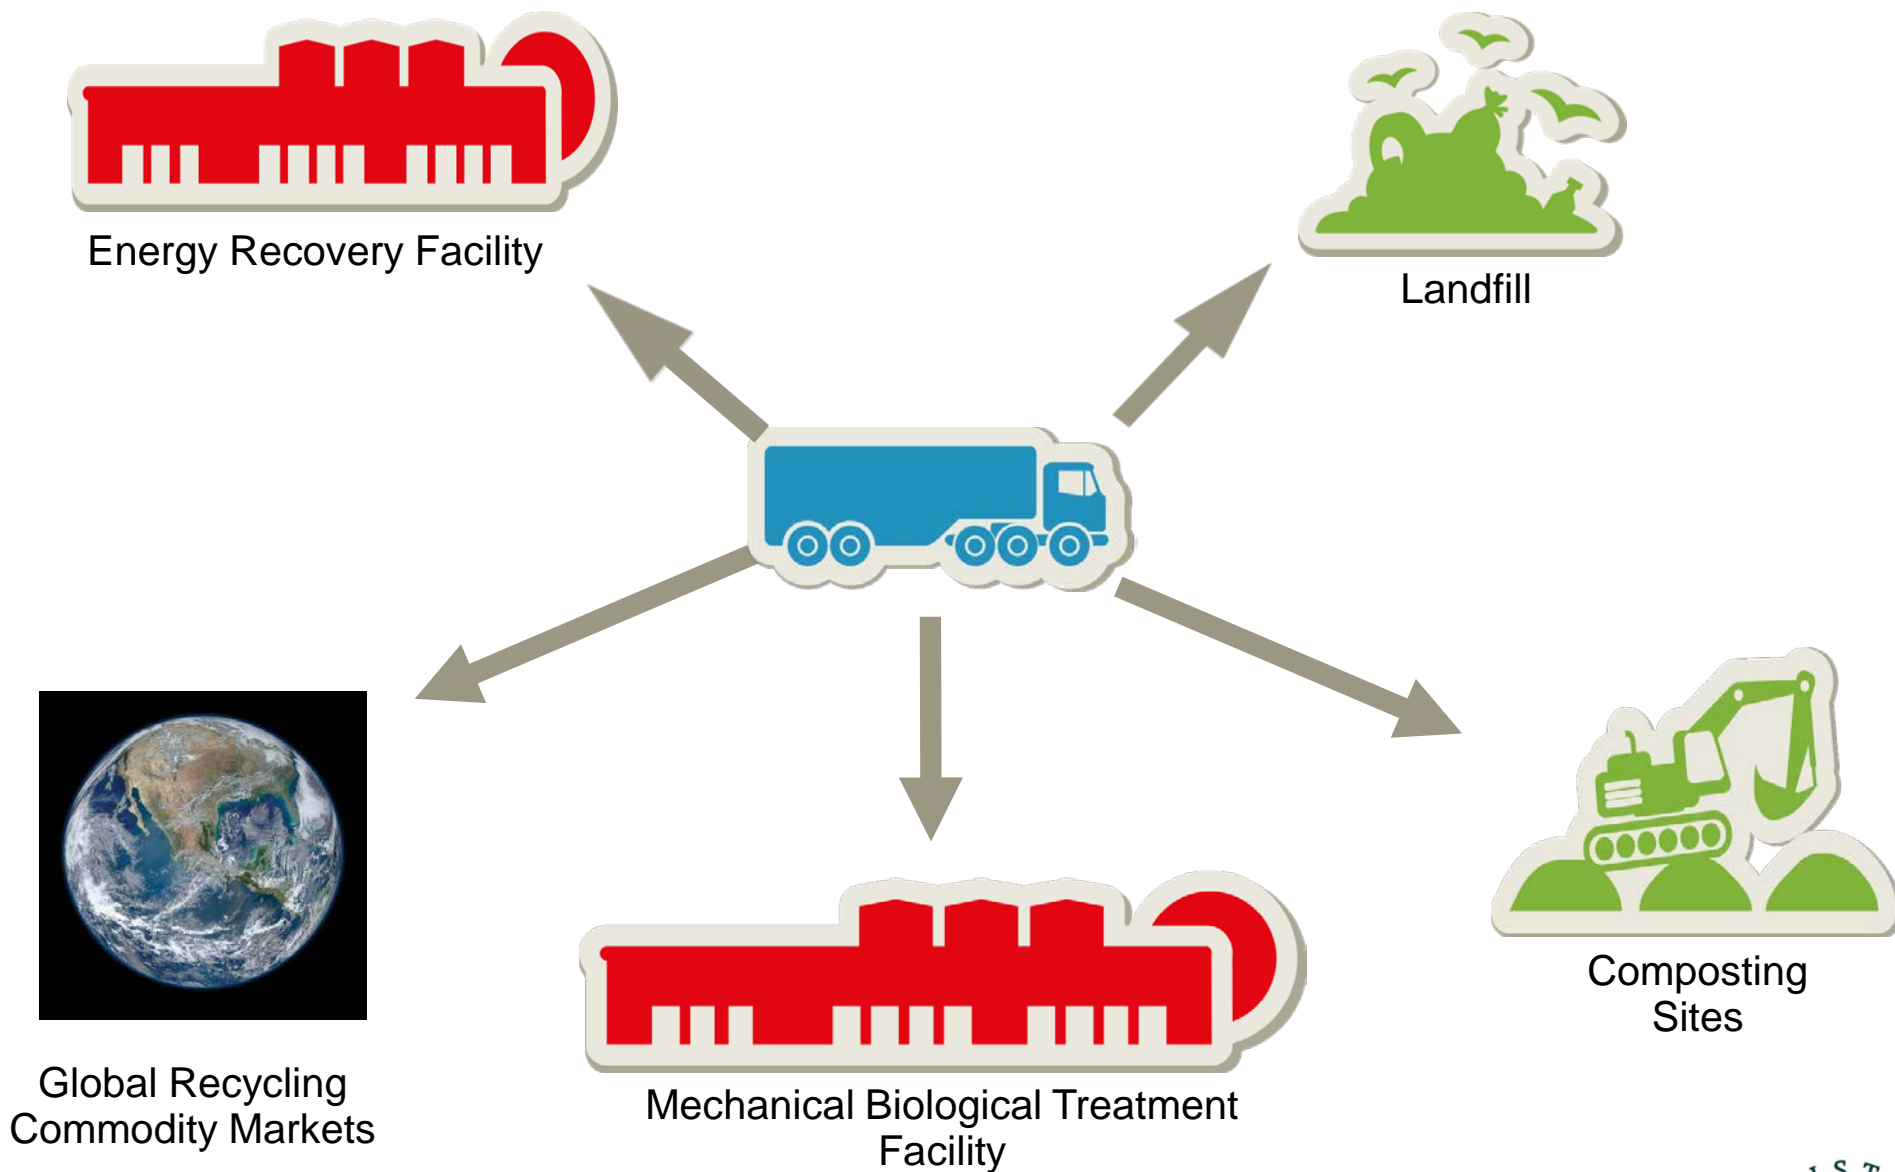 Energy Recovery Facility
Landfill
Composting
Sites
Global Recycling
Commodity Markets
Mechanical Biological Treatment
Facility